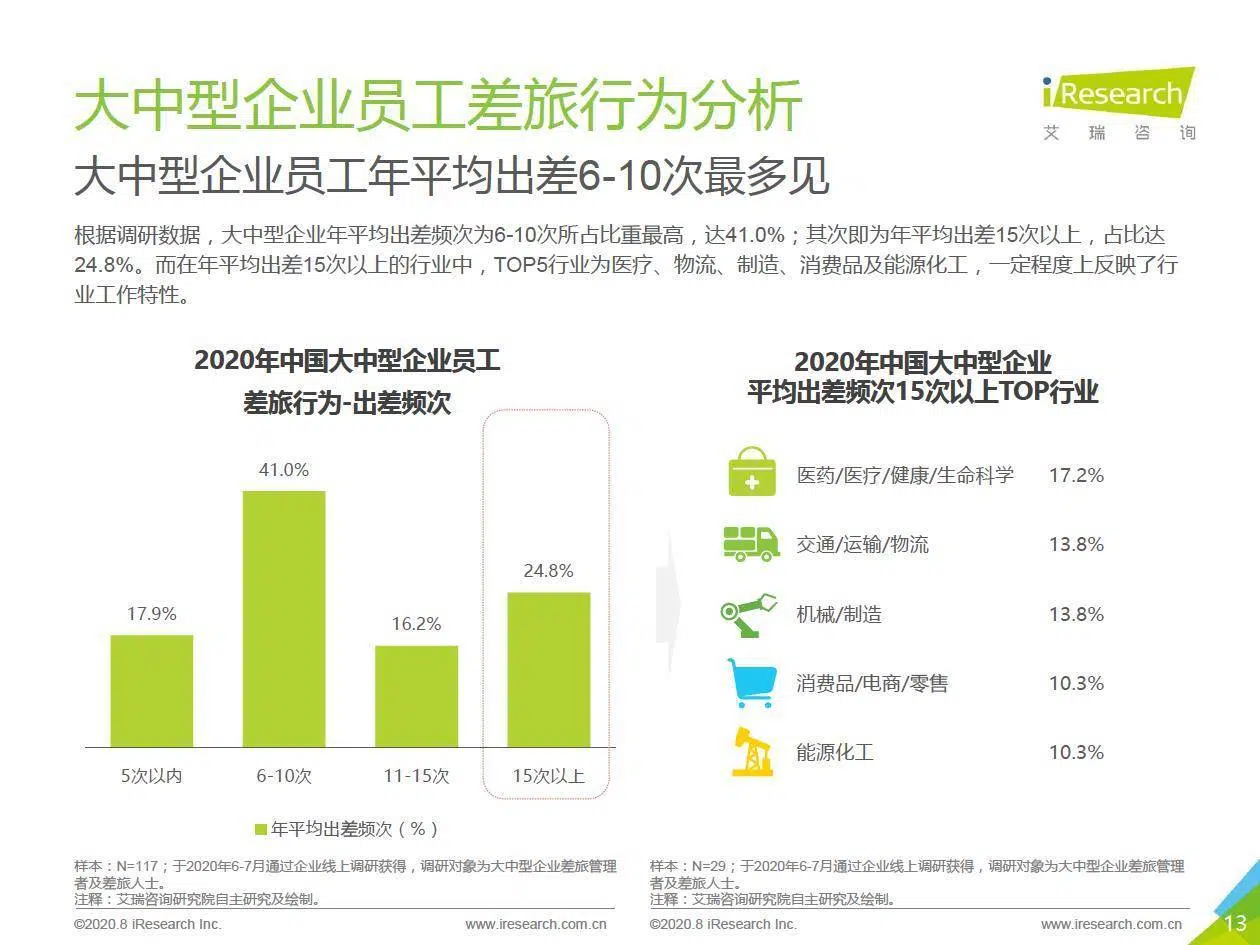 大中型企业员工差旅行为分析
iResearch
艾瑞咨询
大中型企业员工年平均出差6-10次最多见
根据调研数据，大中型企业年平均出差频次为6-10次所占比重最高，达41.0%；其次即为年平均出差15次以上，占比达
24.8%。而在年平均出差15次以上的行业中，TOP5行业为医疗、物流、制造、消费品及能源化工，一定程度上反映了行
业工作特性。
2020年中国大中型企业员工
差旅行为-出差频次
41.0%
24.8%
17.9%
16.2%
5次以内
6-10次
11-15次
15次以上
年平均出差频次（%）
2020年中国大中型企业
平均出差频次15次以上TOP行业
医药/医疗/健康/生命科学 17.2%
交通/运输/物流 13.8%
机械/制造 13.8%
消费品/电商/零售 10.3%
能源化工 10.3%
样本：N=117；于2020年6-7月通过企业线上调研获得，调研对象为大中型企业差旅管理
者及差旅人士。
注释：艾瑞咨询研究院自主研究及绘制。
©2020.8 iResearch Inc.
www.iresearch.com.cn
样本：N=29；于2020年6-7月通过企业线上调研获得，调研对象为大中型企业差旅管理
者及差旅人士。
注释：艾瑞咨询研究院自主研究及绘制。
©2020.8 iResearch Inc.
www.iresearch.com.cn
13